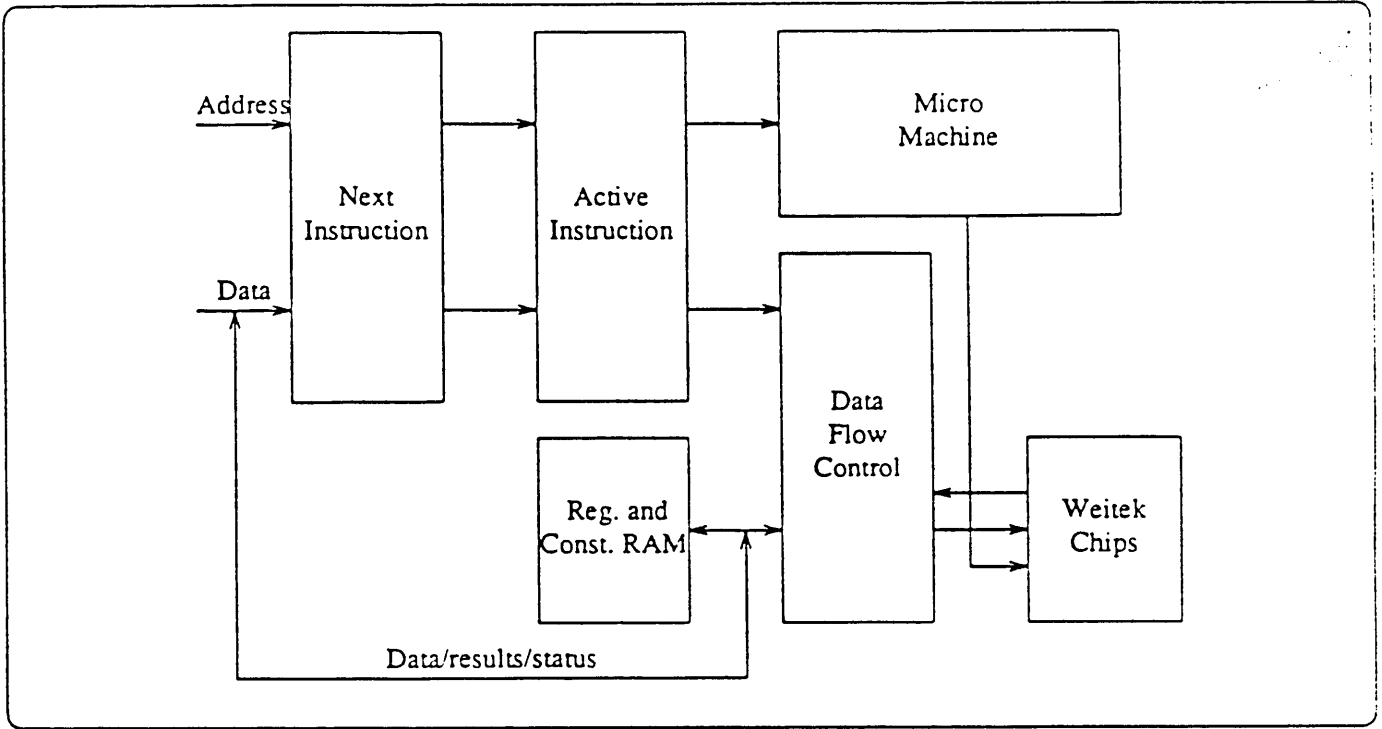 Address
Data
Next
Instruction
Active
Instruction
Micro
Machine
Data
Flow
Control
Reg. and
Const. RAM
Weitek
Chips
Data/results/status